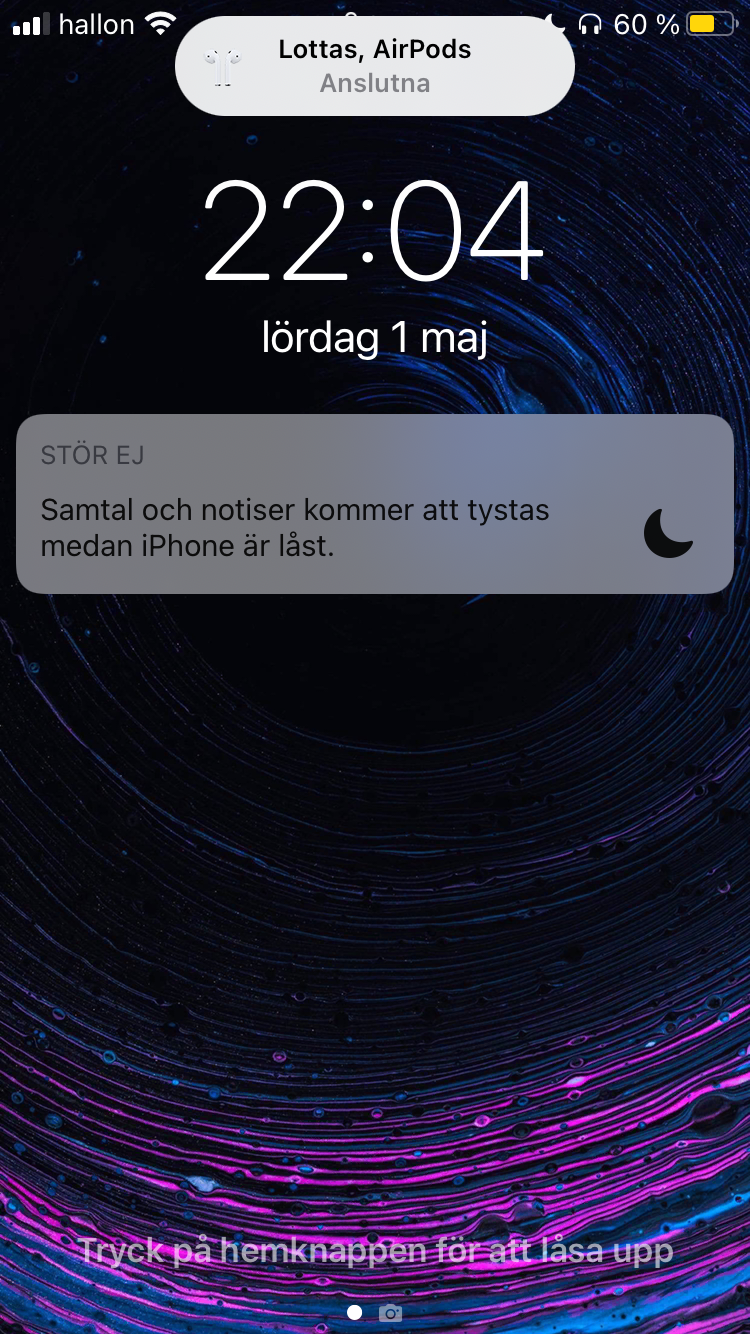 hallon 60 %
Lottas, AirPods
Anslutna
22:04
lördag 1 maj
STÖR EJ
Samtal och notiser kommer att tystas
medan iPhone är låst.
Tryck på hemknappen för att låsa upp